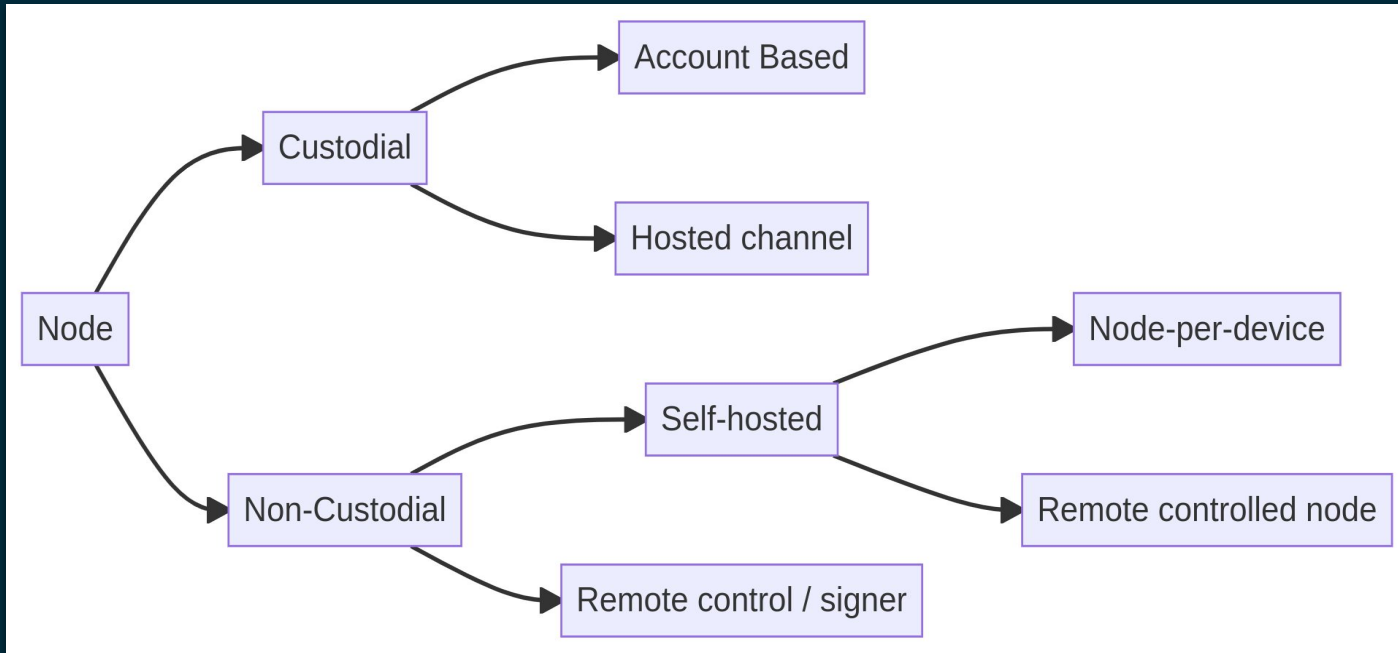 Account Based
Custodial
Hosted channel
Node
Node-per-device
Self-hosted
Non-Custodial
Remote controlled node
Remote control / signer